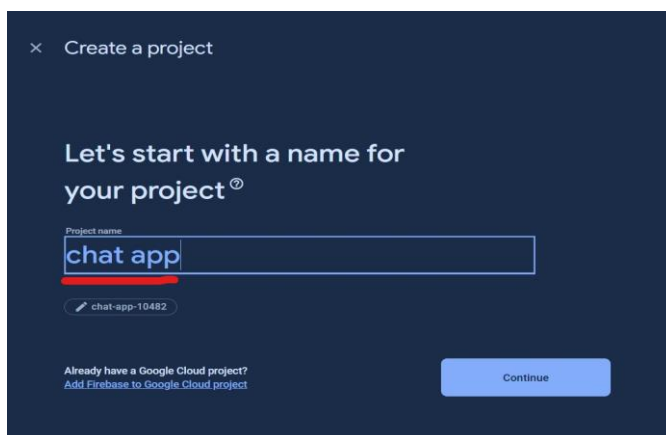 Create a project
Let's start with a name for
your project
Project name
chat app
chat-app-10482
Already have a Google Cloud project?
Add Firebase to Google Cloud project
Continue